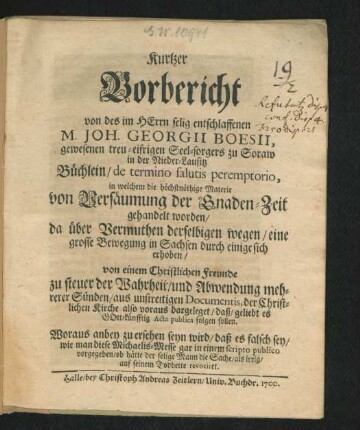 Kurtzer
Vorbericht
von des im HErrn selig entschlaffenen
M. JOH. GEORGII BOESII,
gewesenen treu-eifrigen Seel-sorgers zu Soraw
in der Nieder-Lausitz
Büchlein/ de termino salutis peremptorio,
in welchem die höchstnöthige Materie
von Versäumung der Gnaden-Zeit
gehandelt worden/
da über Vermuthen derselbigen wegen/ eine
grosse Bewegung in Sachsen durch einige sich
erhoben/
von einem Christlichen Freunde
zu steuer der Wahrheit/ und Abwendung meh-
rerer Sünden/ aus unstreitigen Documentis, der Christ-
lichen Kirche also voraus dargeleget/ daß/ geliebt es
GOtt/ künfftig Acta publica folgen sollen.
Woraus anbey zu ersehen seyn wird/ daß es falsch sey/
wie man diese Michaelis-Messe gar in einem scripto publico
vorgegeben/ ob hätte der selige Mann die Sache/ als irrig/
auf seinem Todbette revociret.
Halle/ bey Christoph Andreas Zeitlern/ Univ. Buchdr. 1700.